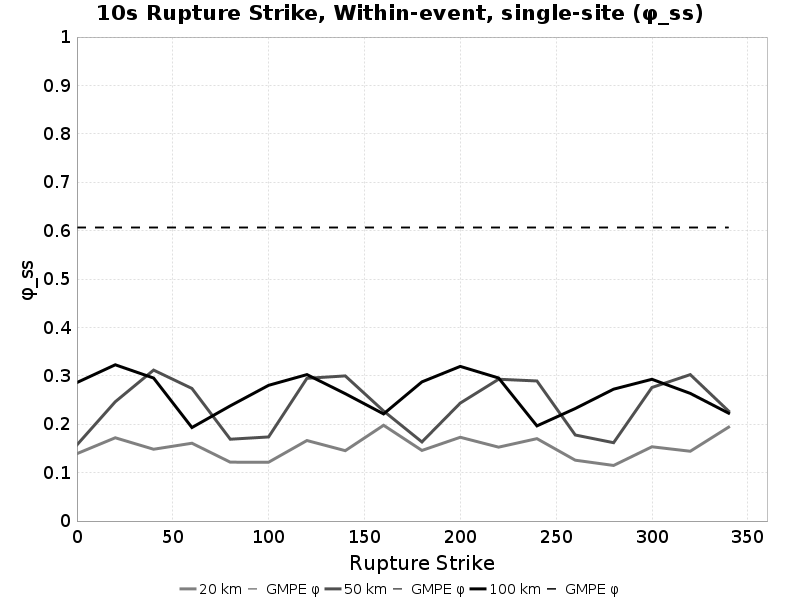 10s Rupture Strike, Within-event, single-site (φ_ss)
1
0.9
0.8
0.7
0.6
0.5
0.4
0.3
0.2
0.1
0
φ_ss
0 50 100 150 200 250 300 350
Rupture Strike
20 km GMPE φ 50 km GMPE φ 100 km GMPE φ